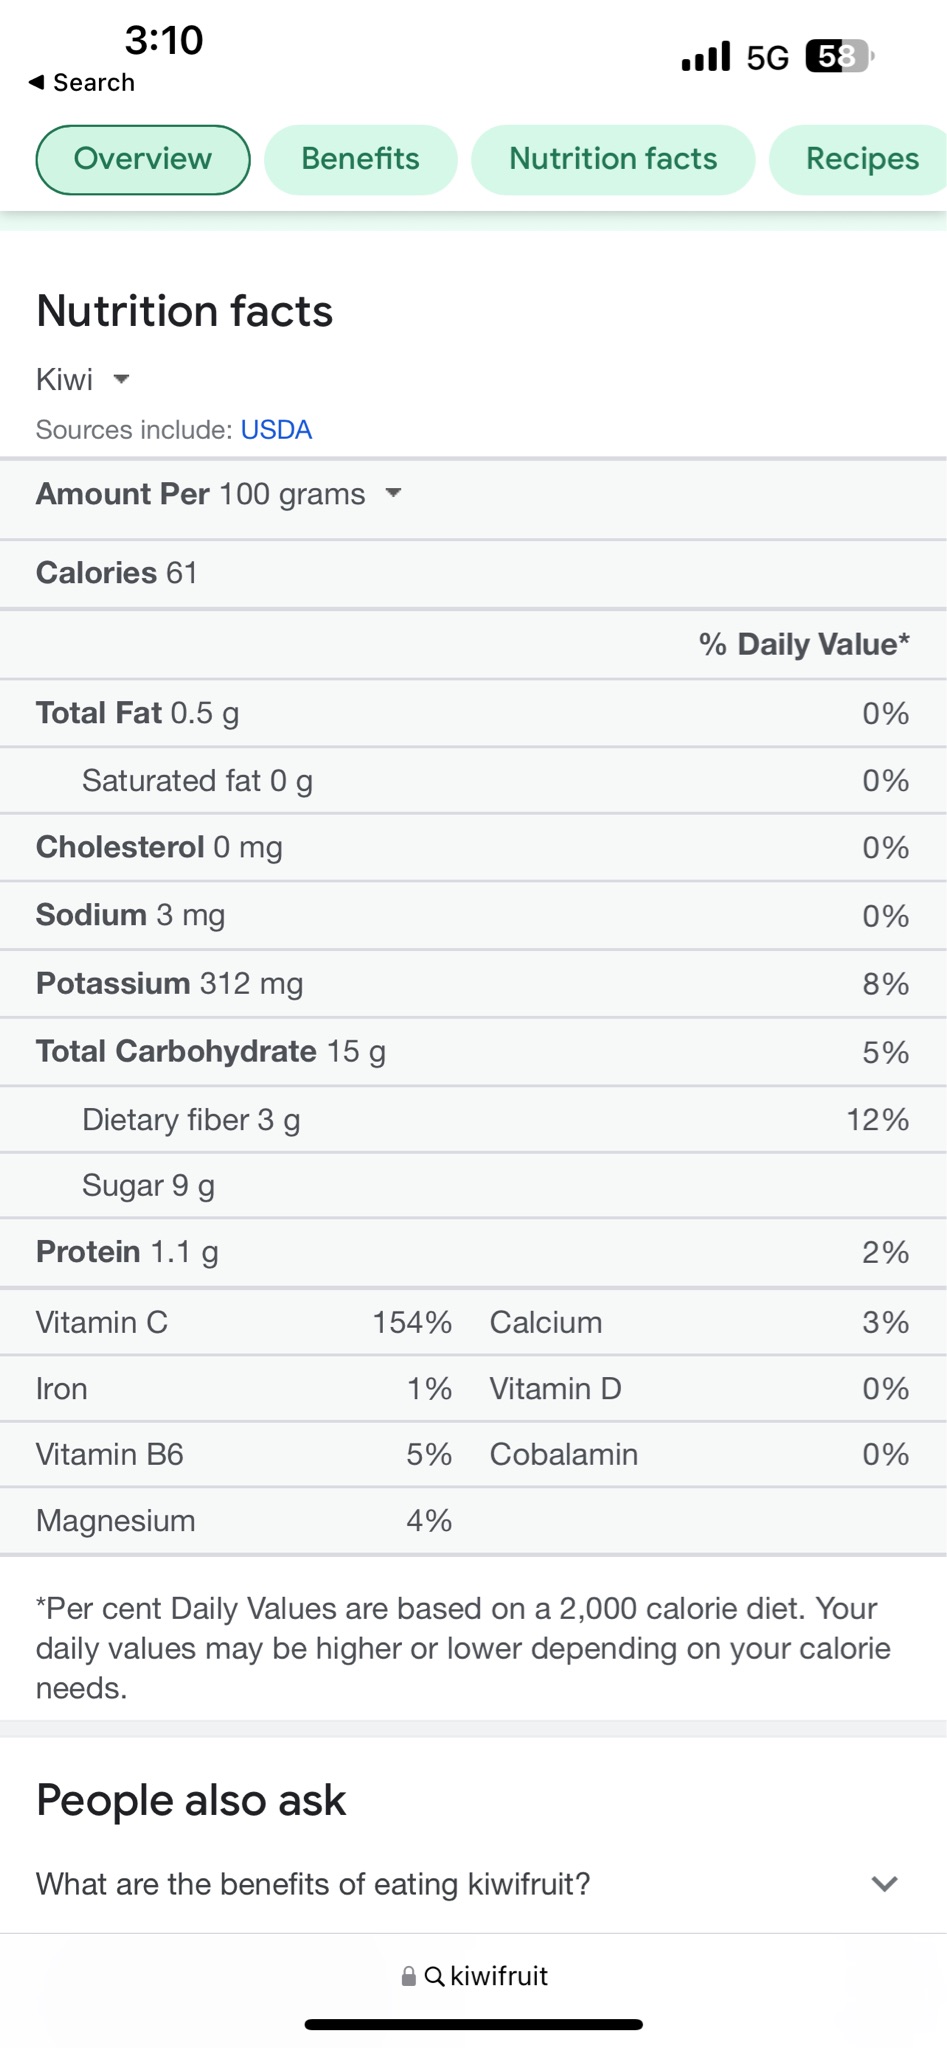 3:10
5G 58
◀ Search
Overview Benefits Nutrition facts Recipes
Nutrition facts
Kiwi
Sources include: USDA
Amount Per 100 grams
Calories 61
% Daily Value*
Total Fat 0.5 g 0%
Saturated fat 0 g 0%
Cholesterol 0 mg 0%
Sodium 3 mg 0%
Potassium 312 mg 8%
Total Carbohydrate 15 g 5%
Dietary fiber 3 g 12%
Sugar 9 g
Protein 1.1 g 2%
Vitamin C 154% Calcium 3%
Iron 1% Vitamin D 0%
Vitamin B6 5% Cobalamin 0%
Magnesium 4%
*Per cent Daily Values are based on a 2,000 calorie diet. Your
daily values may be higher or lower depending on your calorie
needs.
People also ask
What are the benefits of eating kiwifruit?
kiwifruit